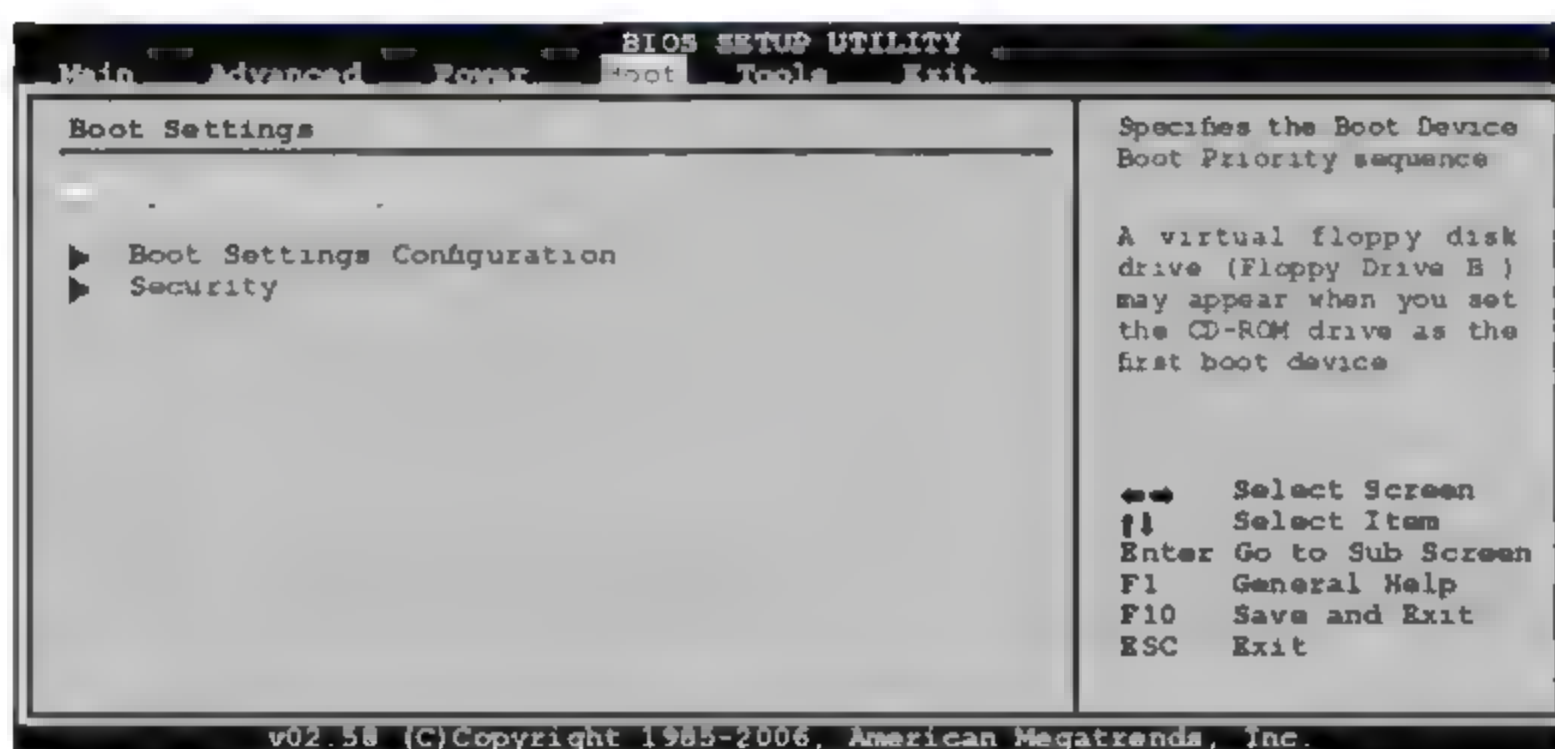 BIOS SETUP UTILITY
Main Advanced Power Boot Tools Exit
Boot Settings
Boot Settings Configuration
Security
Specifies the Boot Device
Boot Priority sequence
A virtual floppy disk
drive (Floppy Drive B )
may appear when you set
the CD-ROM drive as the
first boot device
Select Screen
Select Item
Enter Go to Sub Screen
F1 General Help
F10 Save and Exit
ESC Exit
v02.58 (C)Copyright 1985-2006, American Megatrends, Inc.